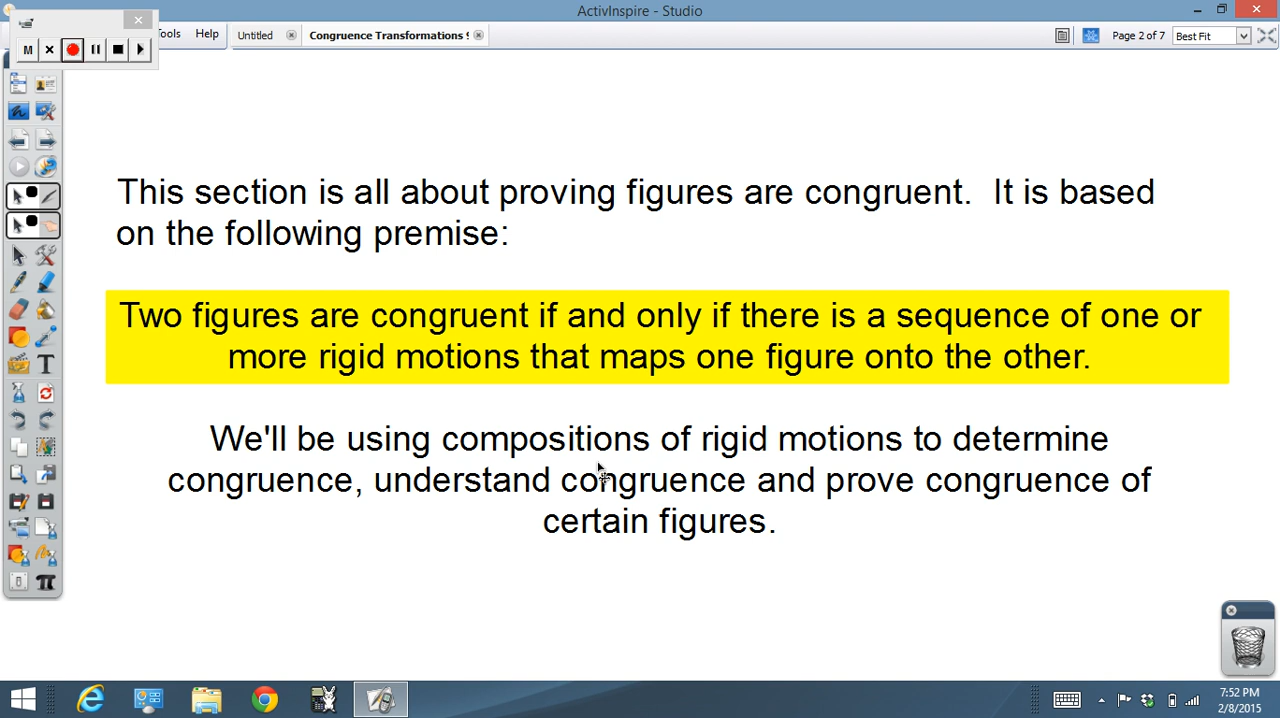 ActivInspire - Studio
Tools Help Untitled Congruence Transformations Page 2 of 7 Best Fit
M
This section is all about proving figures are congruent. It is based
on the following premise:
Two figures are congruent if and only if there is a sequence of one or
more rigid motions that maps one figure onto the other.
We'll be using compositions of rigid motions to determine
congruence, understand congruence and prove congruence of
certain figures.
7:52 PM
2/8/2015